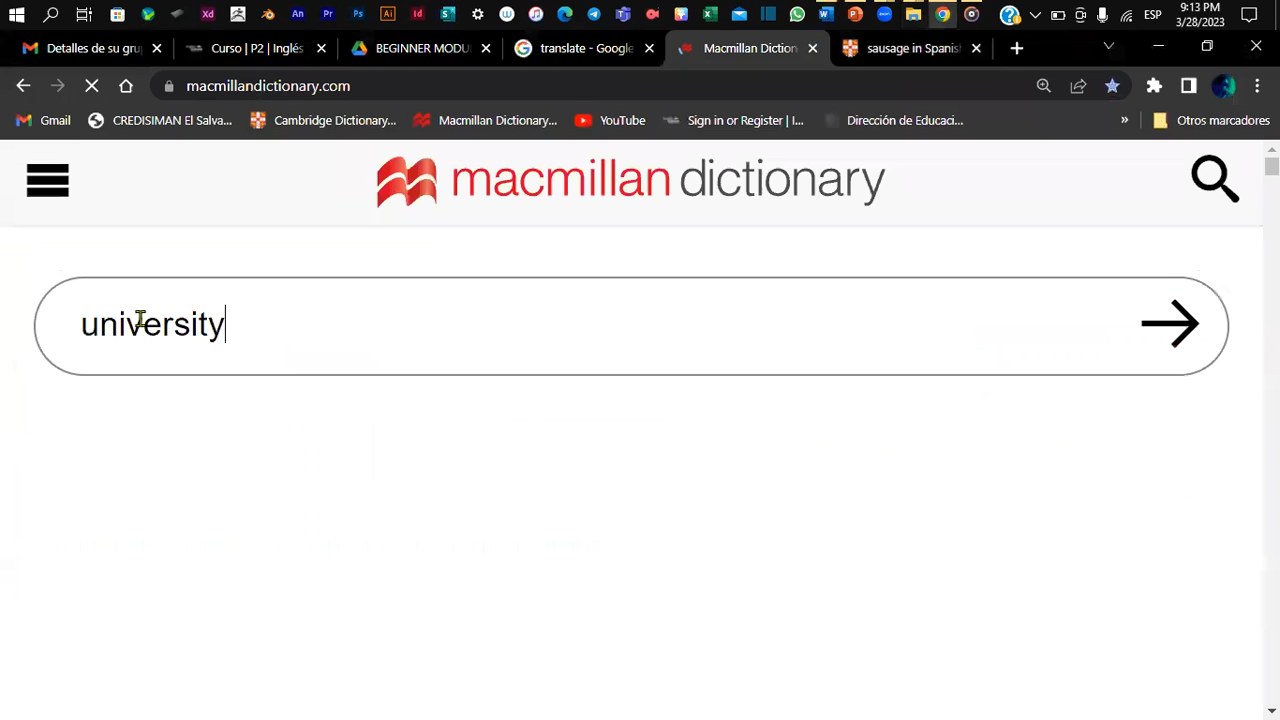 9:13 PM
ESP
3/28/2023
Detalles de su gru
Curso | P2 | Inglés
BEGINNER MODU
translate - Google
Macmillan Diction
sausage in Spanis
macmillandictionary.com
Gmail
CREDISIMAN El Salva...
Cambridge Dictionary...
Macmillan Dictionary...
YouTube
Sign in or Register | I...
Dirección de Educaci...
Otros marcadores
macmillan dictionary
university